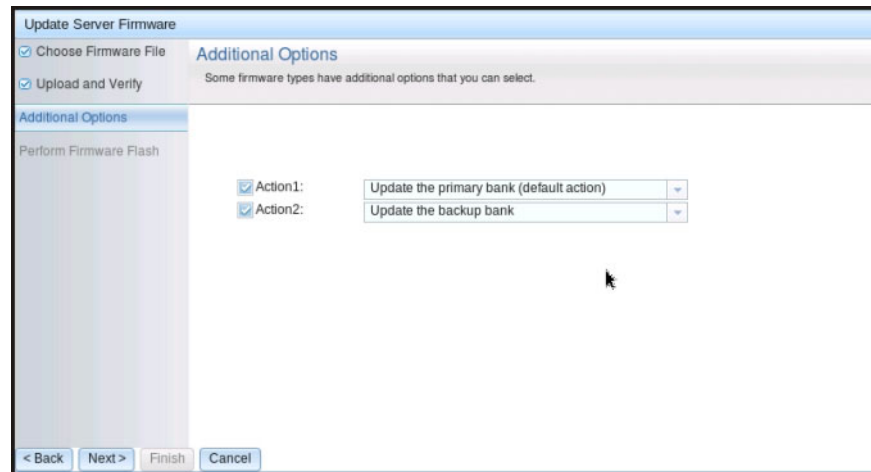 Update Server Firmware
Choose Firmware File
Upload and Verify
Additional Options
Perform Firmware Flash
Additional Options
Some firmware types have additional options that you can select.
Action1: Update the primary bank (default action)
Action2: Update the backup bank
< Back Next > Finish Cancel